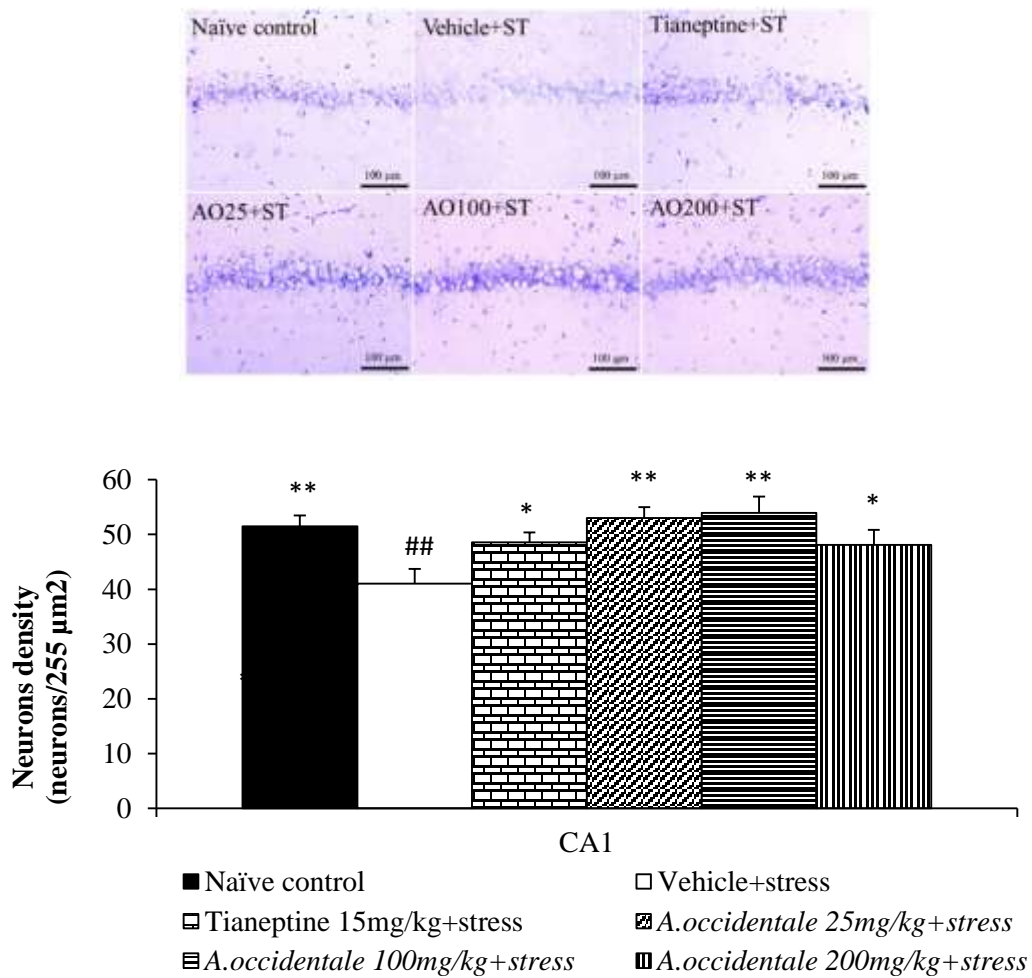 Naïve control Vehicle+ST Tianeptine+ST
100 µm 100 µm 100 µm
AO25+ST AO100+ST AO200+ST
100 µm 100 µm 100 µm
Neurons density
(neurons/255 µm2)
60
50
40
30
20
10
0
** ## * ** ** *
CA1
Naïve control Vehicle+stress
Tianeptine 15mg/kg+stress A.occidentale 25mg/kg+stress
A.occidentale 100mg/kg+stress A.occidentale 200mg/kg+stress